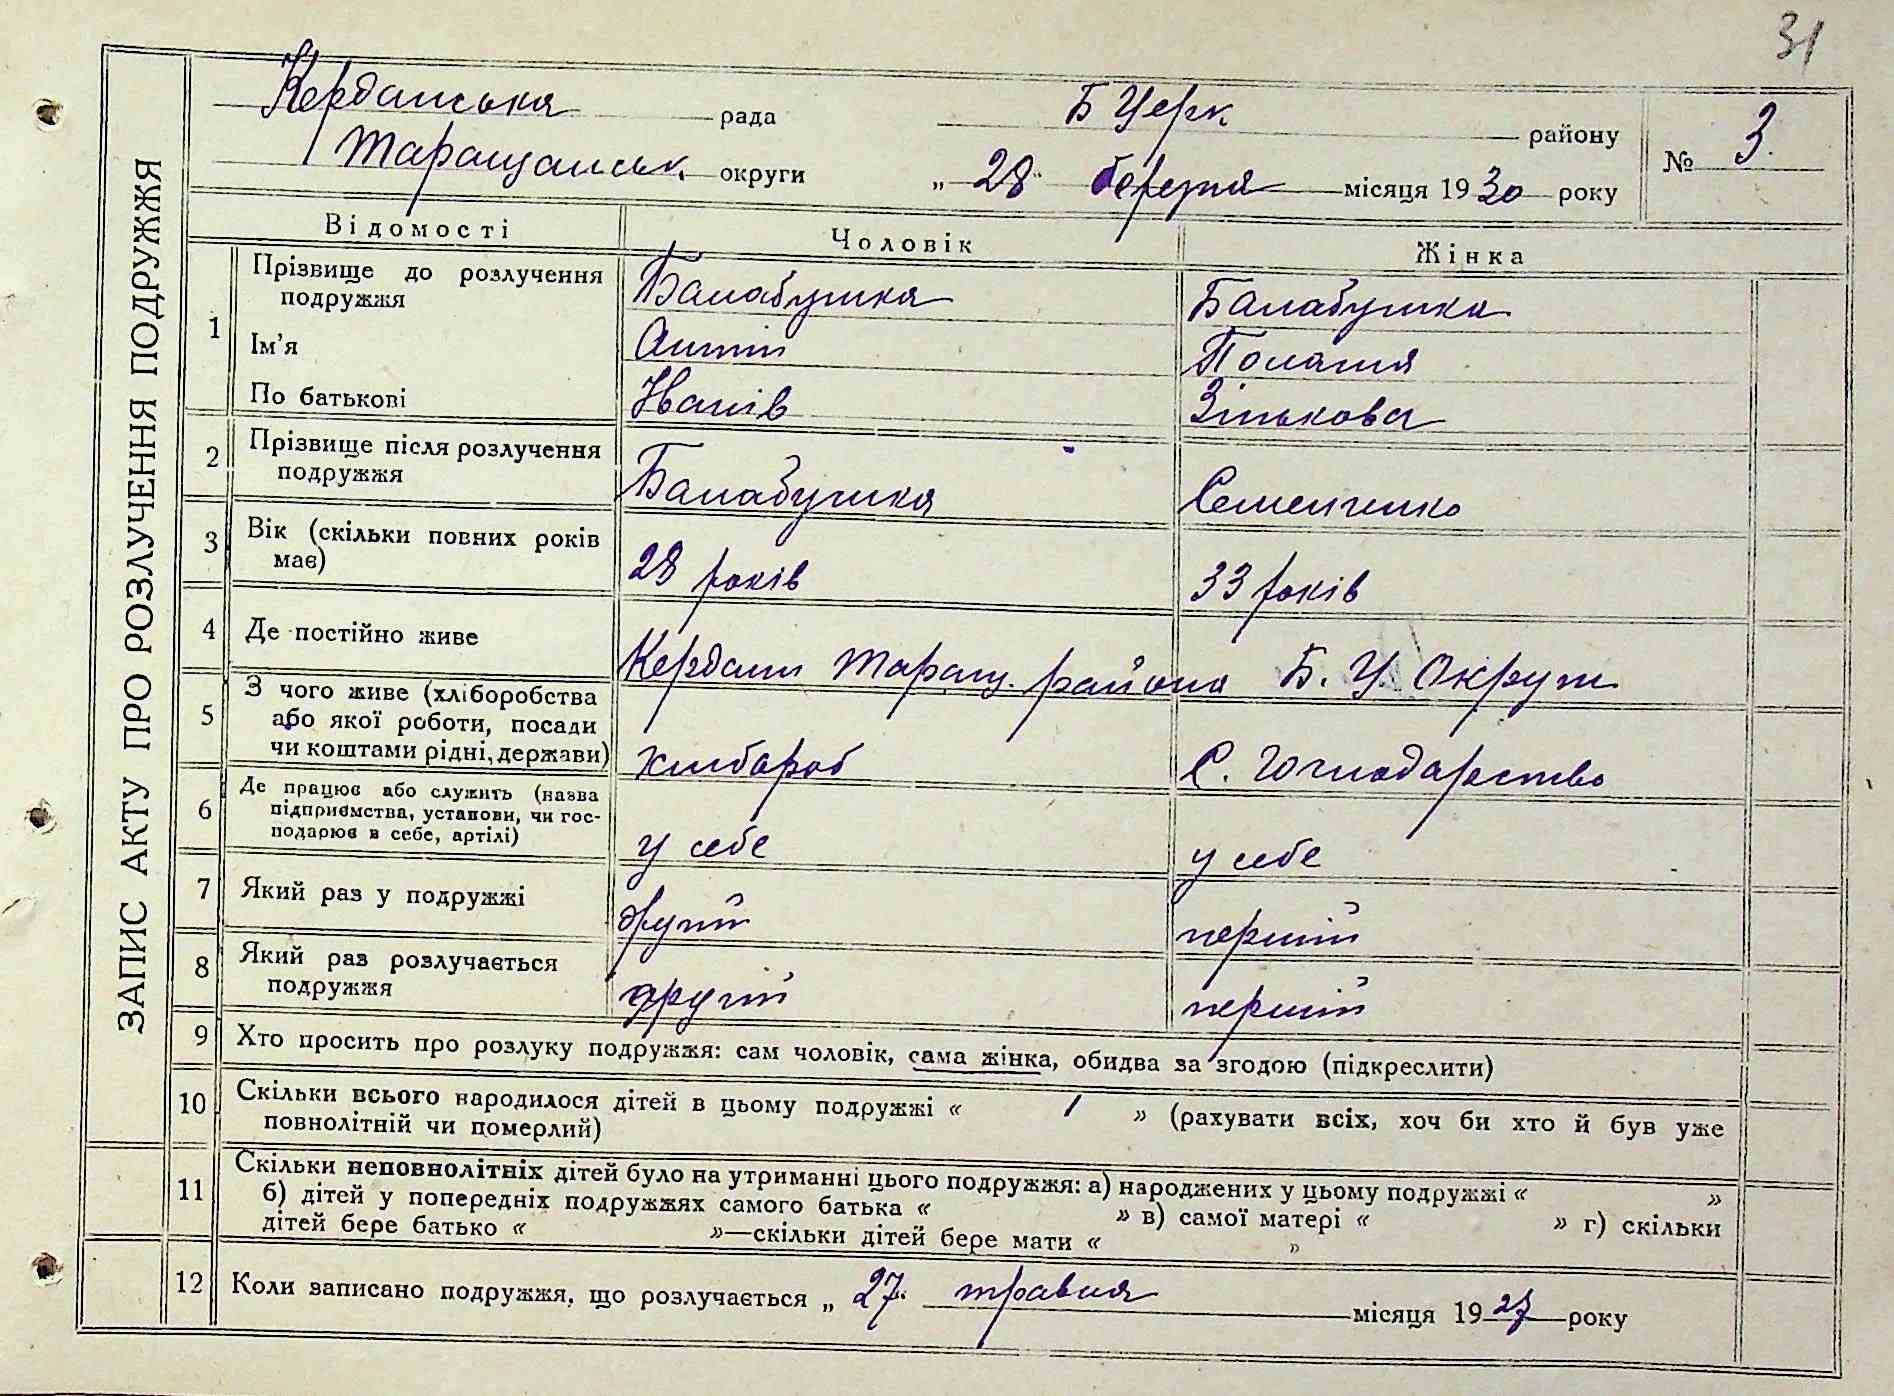 31
Керданська рада Б Церк району № 3.
Таращанськ. округи „ 28 " березня місяця 1930 року
ЗАПИС АКТУ ПРО РОЗЛУЧЕННЯ ПОДРУЖЖЯ
Відомості Чоловік Жінка
1 Прізвище до розлучення подружжя Балабушка Балабушка
Ім'я Антін Полагня
По батькові Іванів Зінькова
2 Прізвище після розлучення подружжя Балабушка Семенченко
3 Вік (скільки повних років має) 28 років 33 років
4 Де постійно живе Кердани Таращ. района Б. Ц. Округи
5 З чого живе (хліборобства або якої роботи, посади чи коштами рідні, держави) хлібароб С. господарство
6 Де працює або служить (назва підприємства, установи, чи господарює в себе, артілі) у себе у себе
7 Який раз у подружжі другій першій
8 Який раз розлучається подружжя другій першій
9 Хто просить про розлуку подружжя: сам чоловік, сама жінка, обидва за згодою (підкреслити)
10 Скільки всього народилося дітей в цьому подружжі « 1 » (рахувати всіх, хоч би хто й був уже
повнолітній чи померлий)
11 Скільки неповнолітніх дітей було на утриманні цього подружжя: а) народжених у цьому подружжі « »
б) дітей у попередніх подружжях самого батька « » в) самої матері « » г) скільки
дітей бере батько « »—скільки дітей бере мати « »
12 Коли записано подружжя, що розлучається „ 27." травня місяця 1927 року